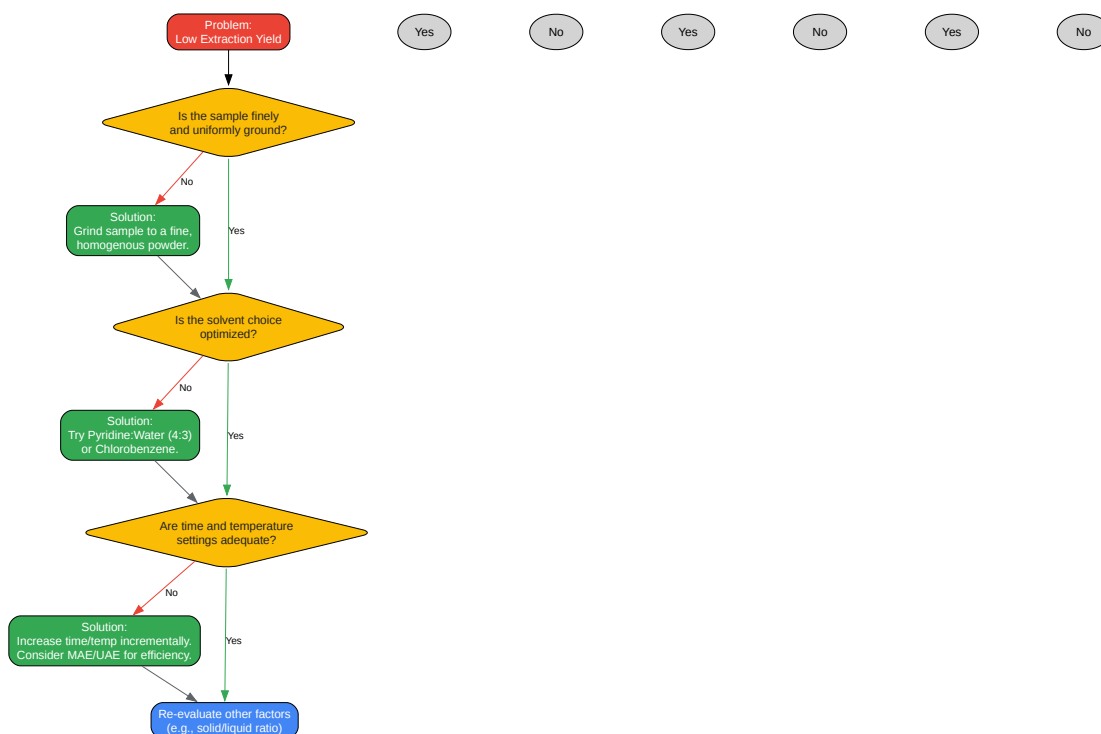 Problem:
Low Extraction Yield
Yes
No
Yes
No
Yes
No
Is the sample finely
and uniformly ground?
No
Solution:
Grind sample to a fine,
homogenous powder.
Yes
Is the solvent choice
optimized?
No
Solution:
Try Pyridine:Water (4:3)
or Chlorobenzene.
Yes
Are time and temperature
settings adequate?
No
Solution:
Increase time/temp incrementally.
Consider MAE/UAE for efficiency.
Yes
Re-evaluate other factors
(e.g., solid/liquid ratio)